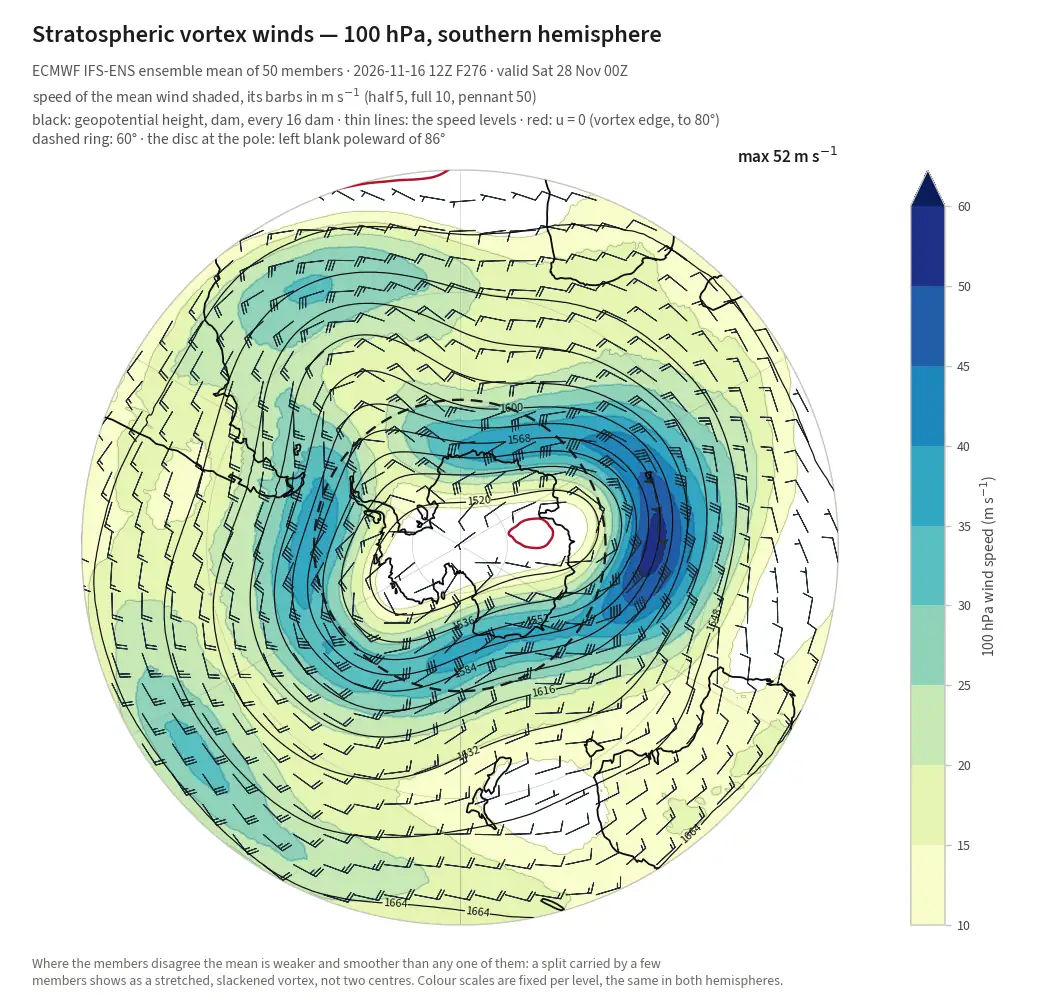 Stratospheric vortex winds — 100 hPa, southern hemisphere
ECMWF IFS-ENS ensemble mean of 50 members · 2026-11-16 12Z F276 · valid Sat 28 Nov 00Z
speed of the mean wind shaded, its barbs in m s⁻¹ (half 5, full 10, pennant 50)
black: geopotential height, dam, every 16 dam · thin lines: the speed levels · red: u = 0 (vortex edge, to 80°)
dashed ring: 60° · the disc at the pole: left blank poleward of 86°
max 52 m s⁻¹
60
50
45
40
35
30
25
20
15
10
100 hPa wind speed (m s⁻¹)
1600
1568
1520
1536
1552
1584
1616
1648
1632
1664
1664
1664
Where the members disagree the mean is weaker and smoother than any one of them: a split carried by a few
members shows as a stretched, slackened vortex, not two centres. Colour scales are fixed per level, the same in both hemispheres.